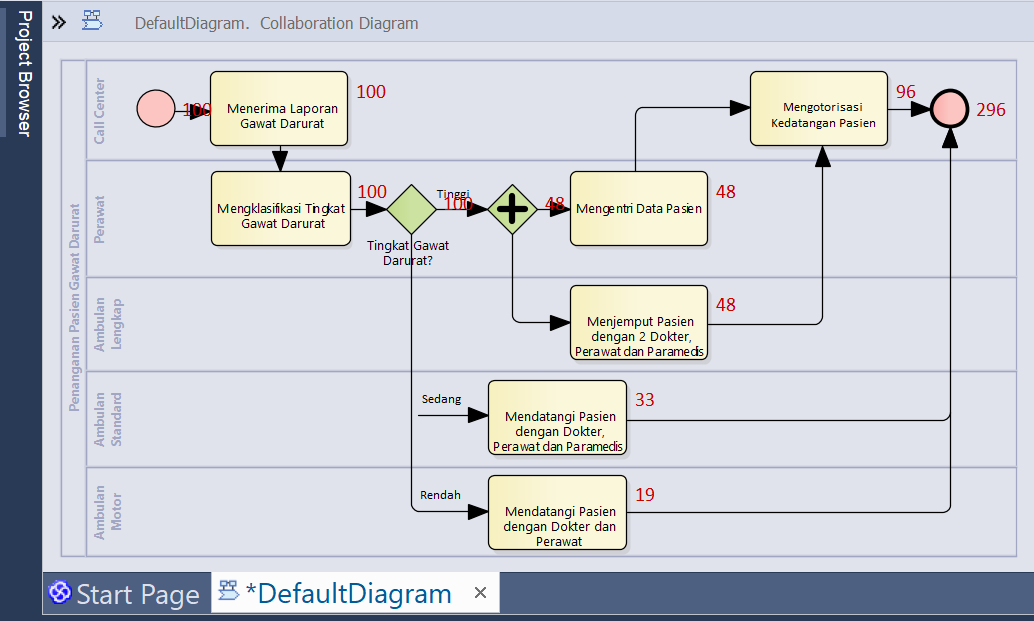 Project Browser
DefaultDiagram. Collaboration Diagram
Penanganan Pasien Gawat Darurat
Call Center
100
Menerima Laporan
Gawat Darurat
100
Mengotorisasi
Kedatangan Pasien
96
296
Perawat
Mengklasifikasi Tingkat
Gawat Darurat
100
Tingkat Gawat
Darurat?
Tinggi
100
48
Mengentri Data Pasien
48
Ambulan
Lengkap
Menjemput Pasien
dengan 2 Dokter,
Perawat dan Paramedis
48
Ambulan
Standard
Sedang
Mendatangi Pasien
dengan Dokter,
Perawat dan Paramedis
33
Ambulan
Motor
Rendah
Mendatangi Pasien
dengan Dokter dan
Perawat
19
Start Page
*DefaultDiagram